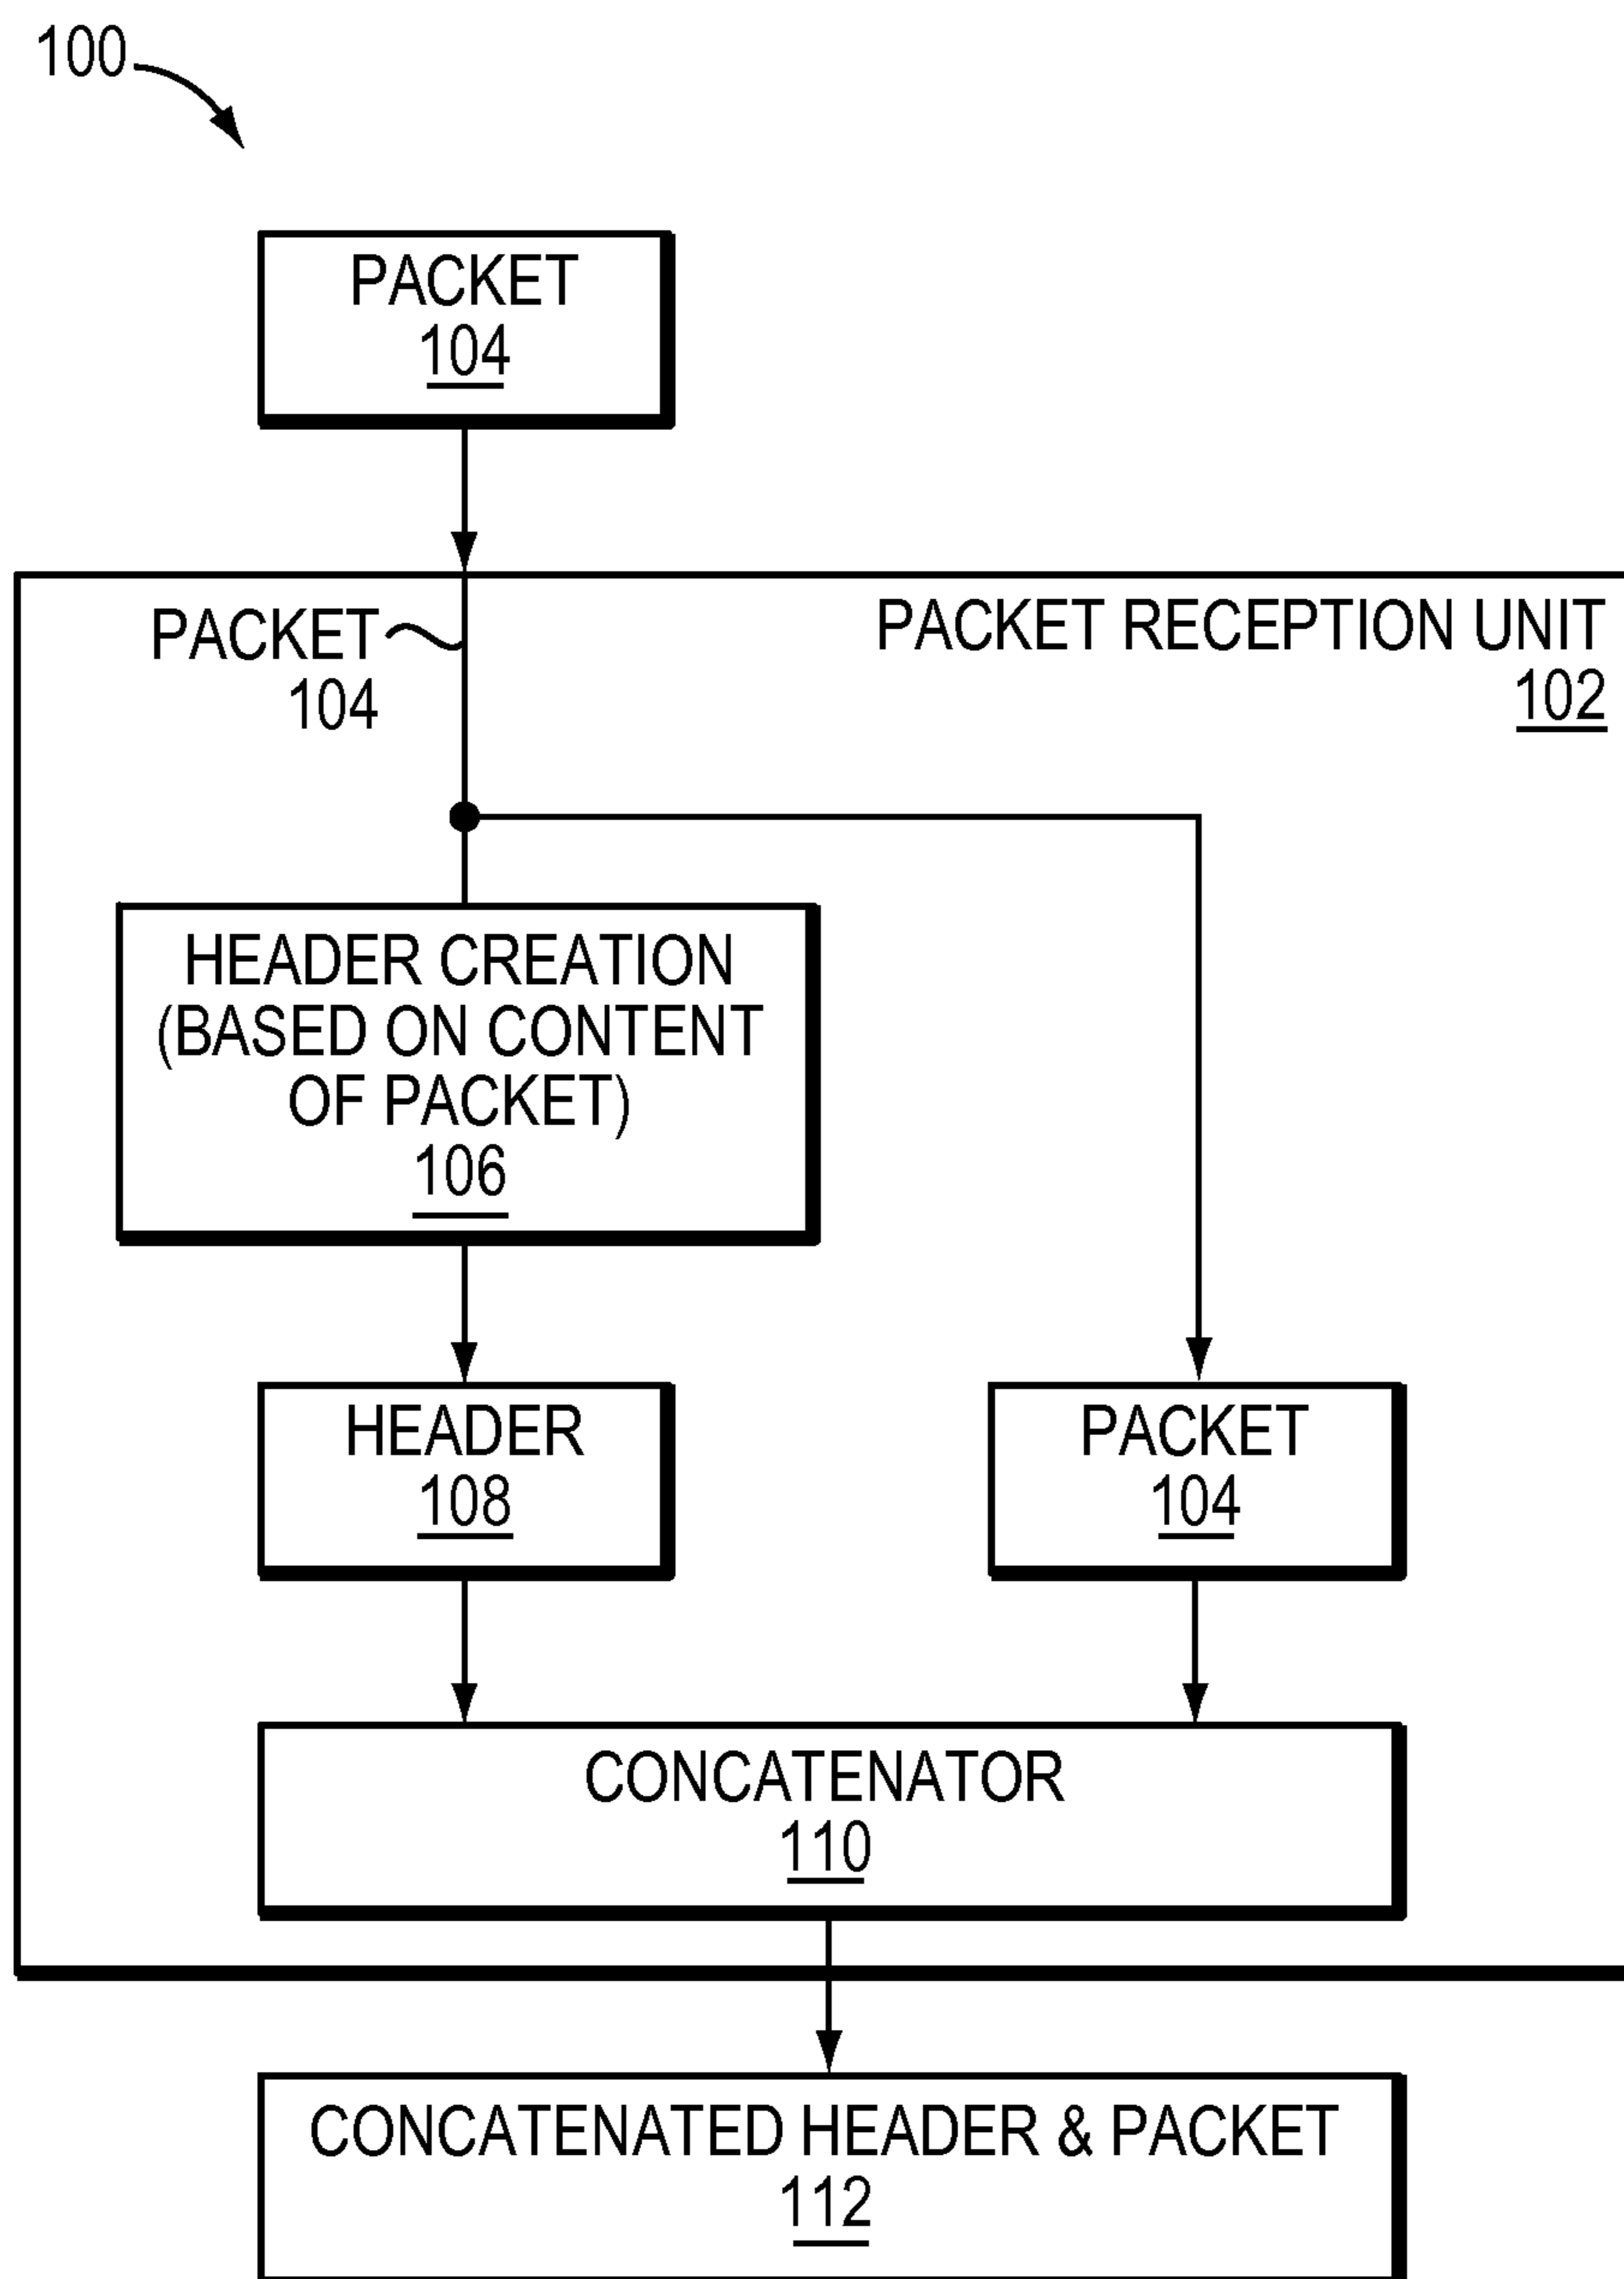 100
PACKET
104
PACKET
104
PACKET RECEPTION UNIT
102
HEADER CREATION
(BASED ON CONTENT
OF PACKET)
106
HEADER
108
PACKET
104
CONCATENATOR
110
CONCATENATED HEADER & PACKET
112